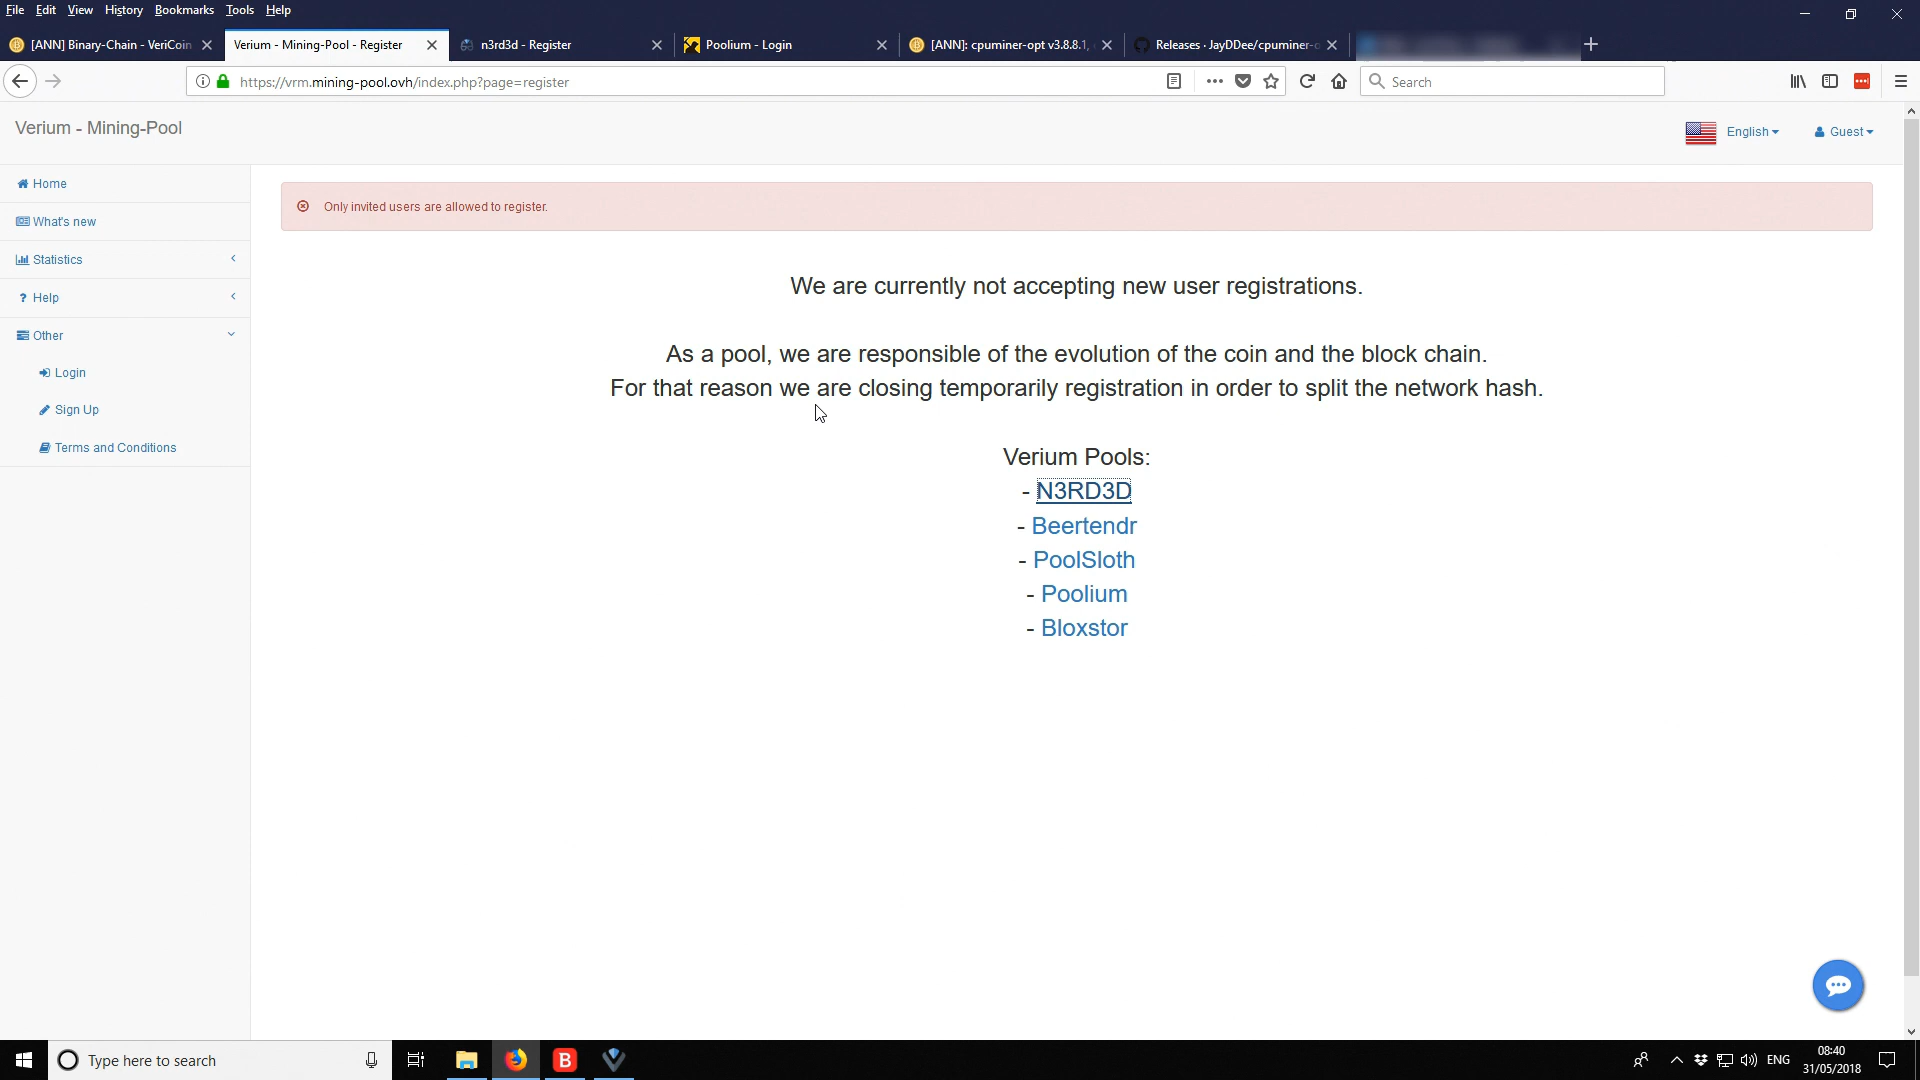 File Edit View History Bookmarks Tools Help
[ANN] Binary-Chain - VeriCoin
Verium - Mining-Pool - Register
n3rd3d - Register
Poolium - Login
[ANN]: cpuminer-opt v3.8.8.1,
Releases · JayDDee/cpuminer-o
https://vrm.mining-pool.ovh/index.php?page=register
Search
Verium - Mining-Pool
English
Guest
Home
What's new
Statistics
Help
Other
Login
Sign Up
Terms and Conditions
Only invited users are allowed to register.
We are currently not accepting new user registrations.
As a pool, we are responsible of the evolution of the coin and the block chain.
For that reason we are closing temporarily registration in order to split the network hash.
Verium Pools:
- N3RD3D
- Beertendr
- PoolSloth
- Poolium
- Bloxstor
Type here to search
ENG
08:40
31/05/2018